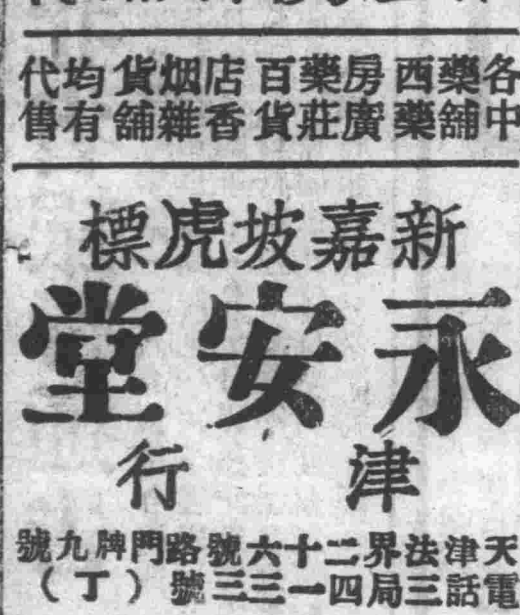 各中藥舖西藥房廣藥莊百貨店香烟雜貨舖均有代售
新嘉坡虎標
永安堂
津行
天津法界二十六號路門牌九號
電話三局四一三三號（丁）